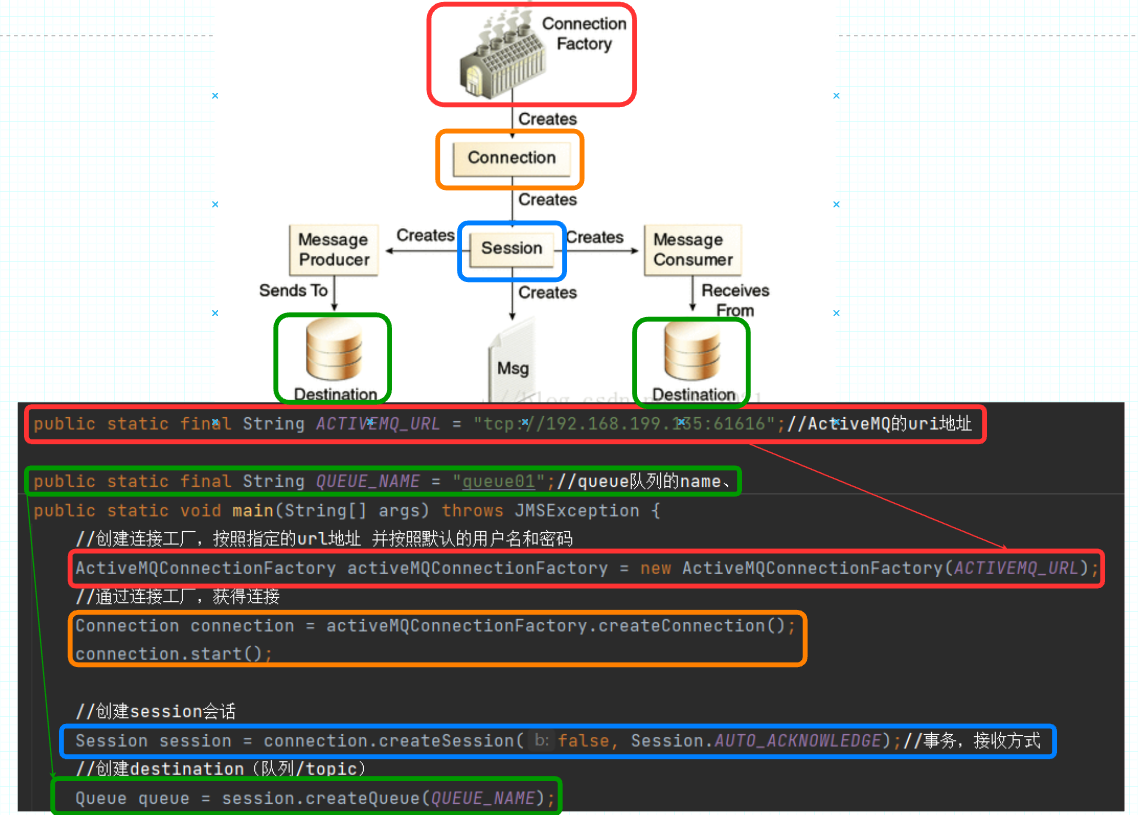 Connection
Factory
Creates
Connection
Creates
Creates
Session
Creates
Message
Producer
Message
Consumer
Sends To
Creates
Receives
From
Msg
Destination
Destination
public static final String ACTIVEMQ_URL = "tcp://192.168.199.135:61616";//ActiveMQ的uri地址
public static final String QUEUE_NAME = "queue01";//queue队列的name、
public static void main(String[] args) throws JMSException {
//创建连接工厂，按照指定的url地址 并按照默认的用户名和密码
ActiveMQConnectionFactory activeMQConnectionFactory = new ActiveMQConnectionFactory(ACTIVEMQ_URL);
//通过连接工厂，获得连接
Connection connection = activeMQConnectionFactory.createConnection();
connection.start();
//创建session会话
Session session = connection.createSession( b: false, Session.AUTO_ACKNOWLEDGE);//事务，接收方式
//创建destination（队列/topic）
Queue queue = session.createQueue(QUEUE_NAME);